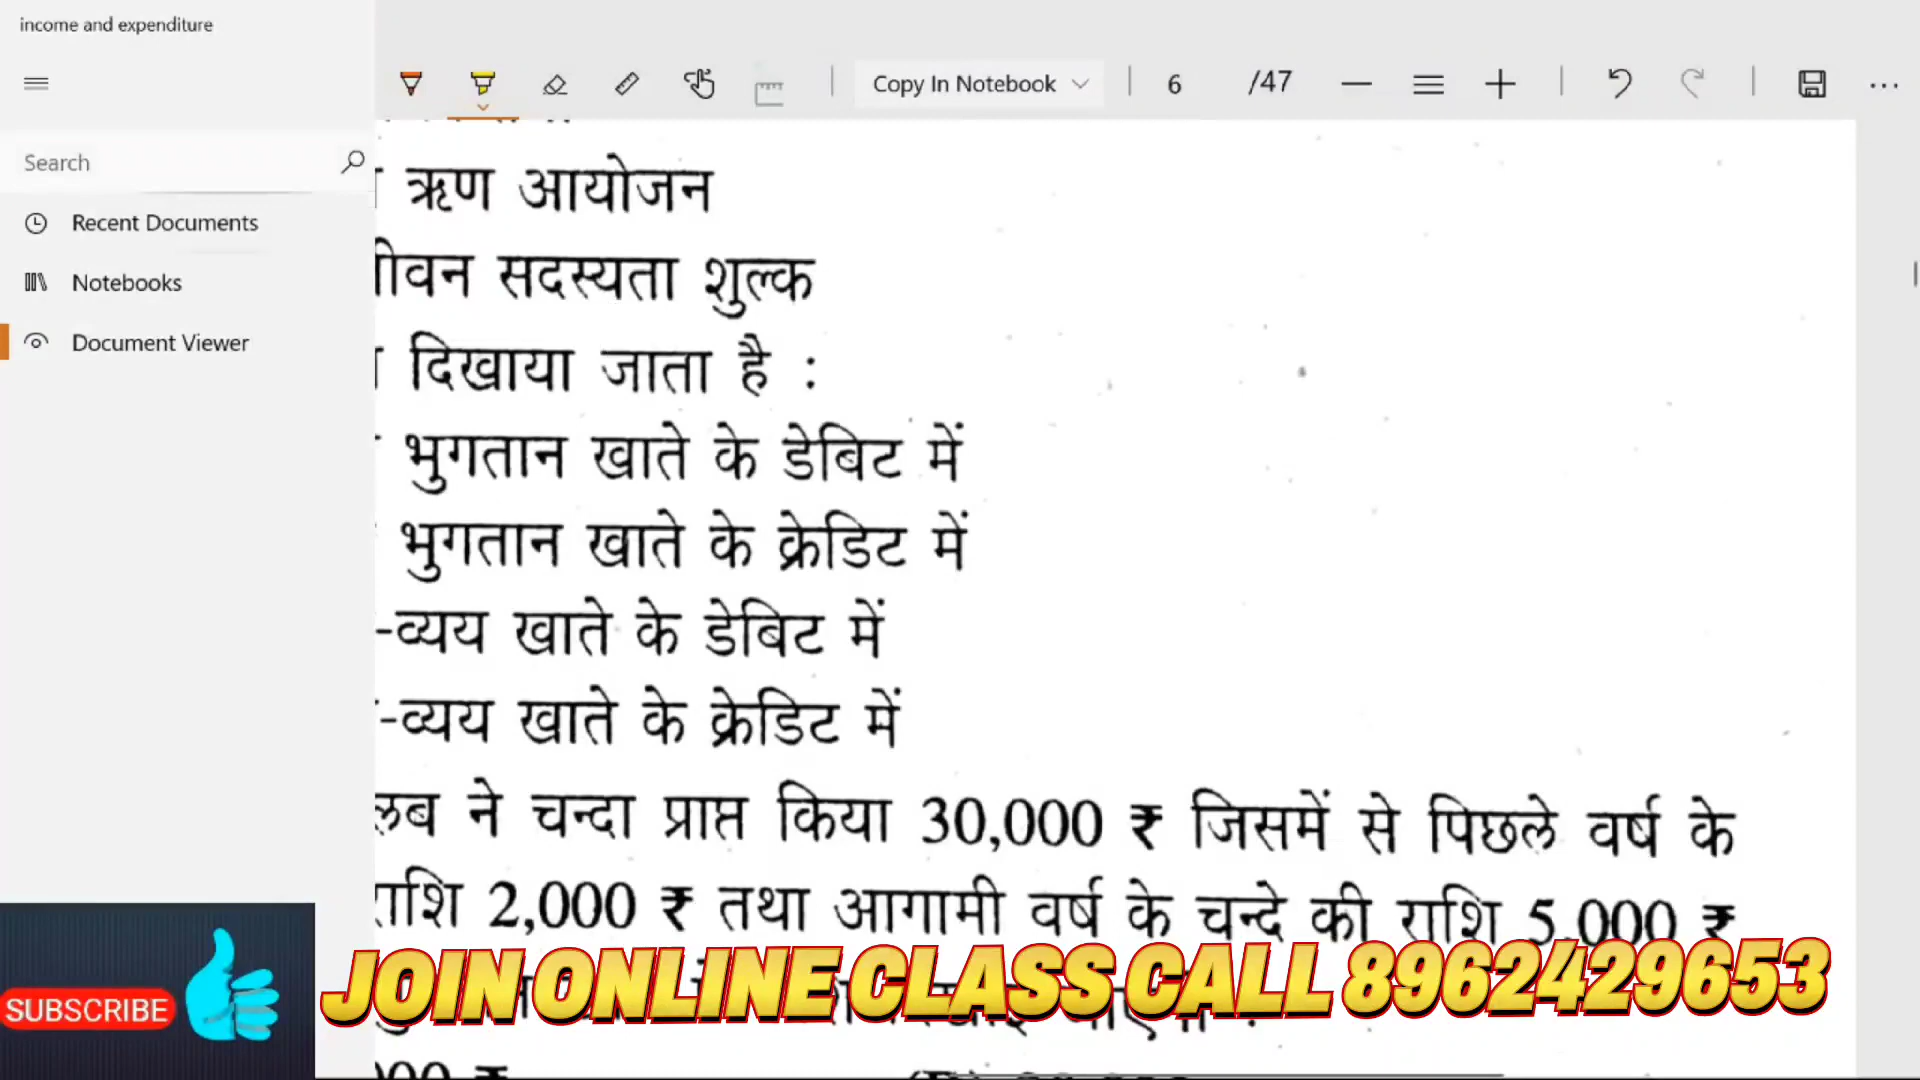 income and expenditure
Copy In Notebook
6
/47
Search
Recent Documents
Notebooks
Document Viewer
ऋण आयोजन
सदस्यता शुल्क
दिखाया जाता है :
भुगतान खाते के डेबिट में
भुगतान खाते के क्रेडिट में
-व्यय खाते के डेबिट में
-व्यय खाते के क्रेडिट में
ने चन्दा प्राप्त किया 30,000 ₹ जिसमें से पिछले वर्ष के
2,000 ₹ तथा आगामी वर्ष के चन्दे की राशि 5,000 ₹
SUBSCRIBE
JOIN ONLINE CLASS CALL 8962429653